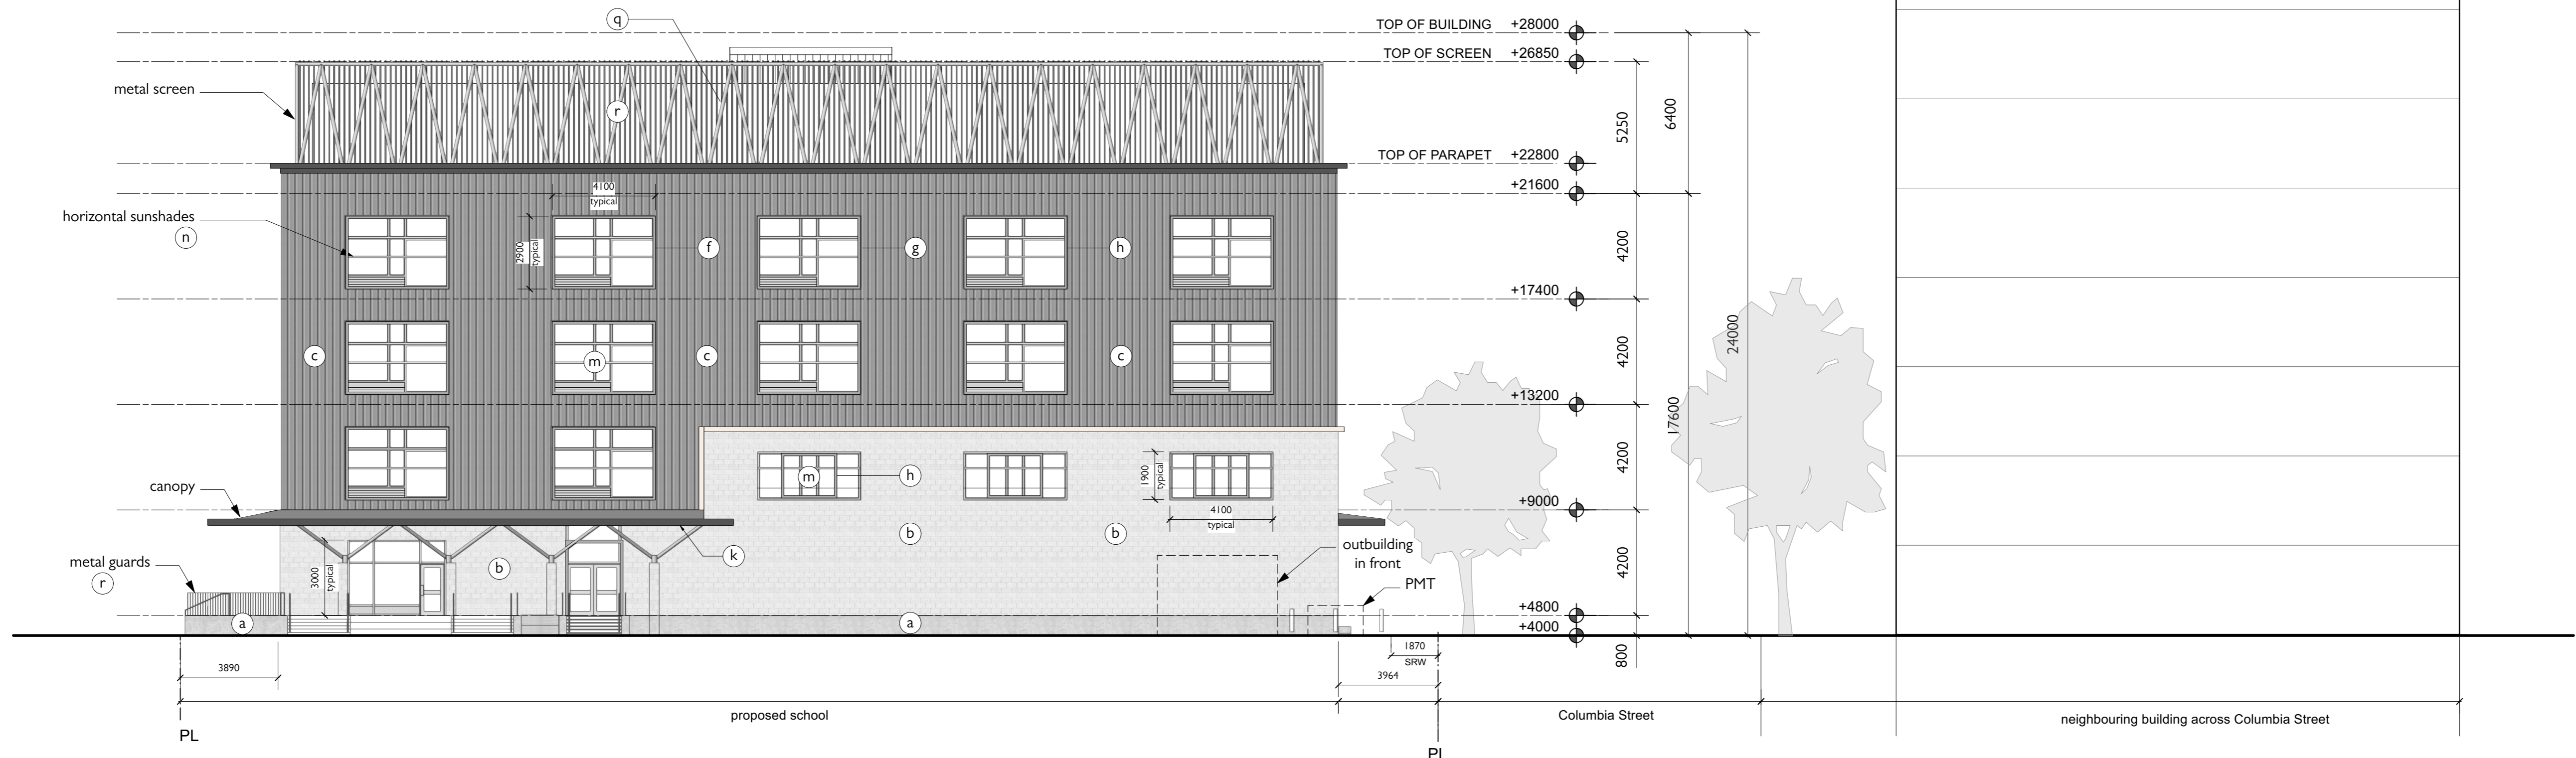 q
TOP OF BUILDING +28000
TOP OF SCREEN +26850
metal screen
r
5250
6400
TOP OF PARAPET +22800
+21600
4100
typical
horizontal sunshades
n
2900
typical
f
g
h
4200
+17400
24000
c
m
c
c
4200
+13200
17600
m
h
1900
typical
4200
canopy
+9000
4100
typical
b
b
k
outbuilding
in front
metal guards
r
3000
typical
b
4200
PMT
+4800
a
a
+4000
3890
1870
SRW
800
3964
proposed school
Columbia Street
neighbouring building across Columbia Street
PL
PL